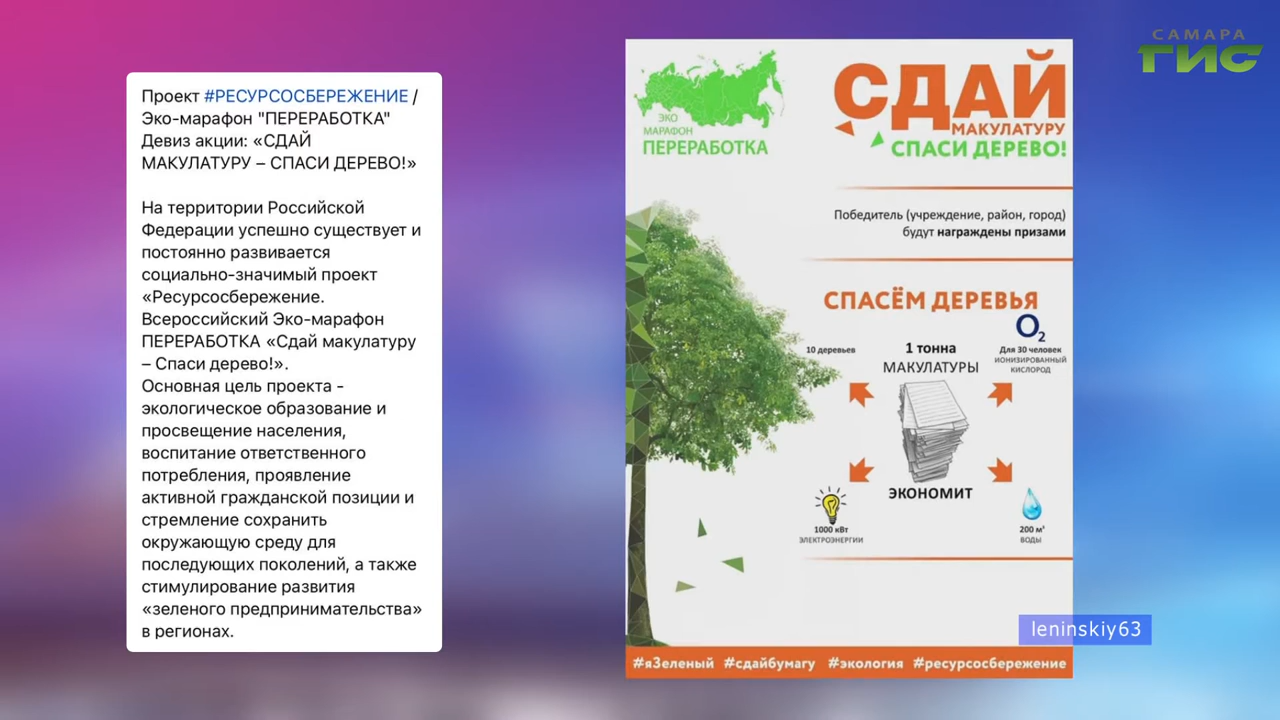 Проект #РЕСУРСОСБЕРЕЖЕНИЕ /
Эко-марафон "ПЕРЕРАБОТКА"
Девиз акции: «СДАЙ
МАКУЛАТУРУ – СПАСИ ДЕРЕВО!»
На территории Российской
Федерации успешно существует и
постоянно развивается
социально-значимый проект
«Ресурсосбережение.
Всероссийский Эко-марафон
ПЕРЕРАБОТКА «Сдай макулатуру
– Спаси дерево!».
Основная цель проекта -
экологическое образование и
просвещение населения,
воспитание ответственного
потребления, проявление
активной гражданской позиции и
стремление сохранить
окружающую среду для
последующих поколений, а также
стимулирование развития
«зеленого предпринимательства»
в регионах.
ЭКО
МАРАФОН
ПЕРЕРАБОТКА
СДАЙ
МАКУЛАТУРУ
СПАСИ ДЕРЕВО!
Победитель (учреждение, район, город)
будут награждены призами
СПАСЁМ ДЕРЕВЬЯ
10 деревьев
1 тонна
МАКУЛАТУРЫ
O2
Для 30 человек
ИОНИЗИРОВАННЫЙ
КИСЛОРОД
ЭКОНОМИТ
1000 кВт
ЭЛЕКТРОЭНЕРГИИ
200 м³
ВОДЫ
leninskiy63
#яЗеленый #сдайбумагу #экология #ресурсосбережение
САМАРА
ГИС